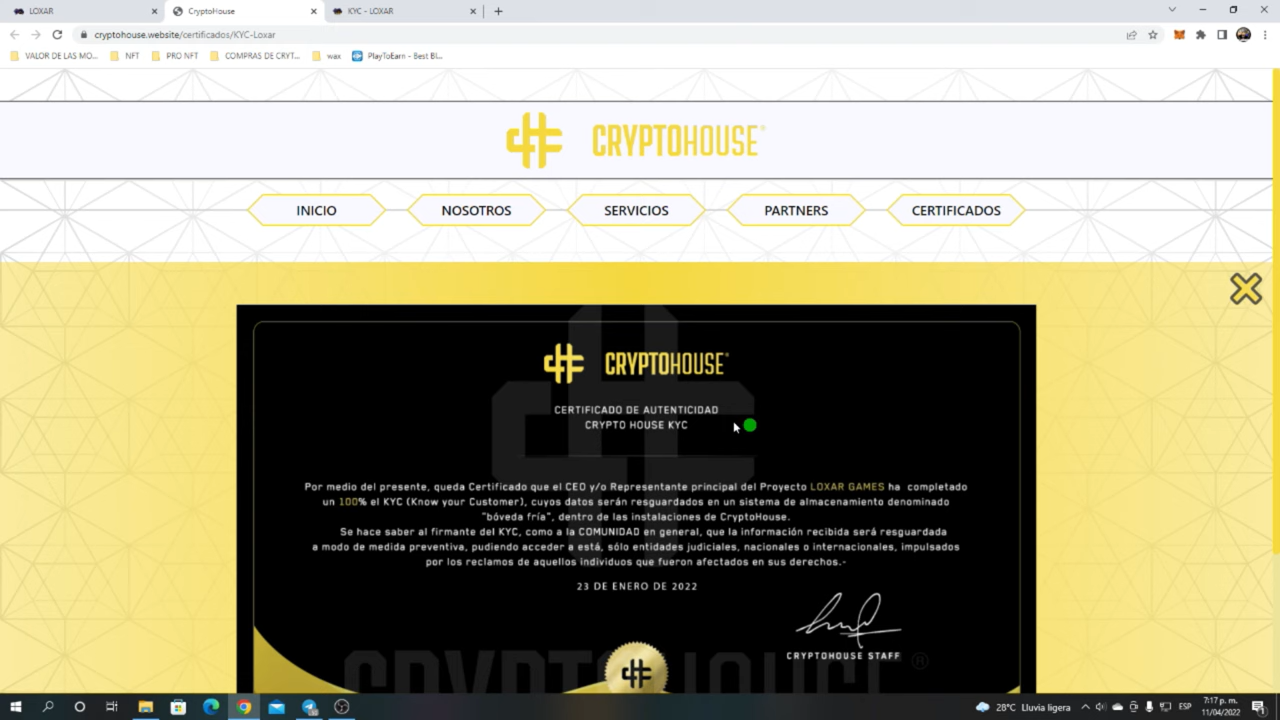 LOXAR
CryptoHouse
KYC - LOXAR
cryptohouse.website/certificados/KYC-Loxar
VALOR DE LAS MO...
NFT
PRO NFT
COMPRAS DE CRYT...
wax
PlayToEarn - Best Bl...
CRYPTOHOUSE®
INICIO
NOSOTROS
SERVICIOS
PARTNERS
CERTIFICADOS
CRYPTOHOUSE®
CERTIFICADO DE AUTENTICIDAD
CRYPTO HOUSE KYC
Por medio del presente, queda Certificado que el CEO y/o Representante principal del Proyecto LOXAR GAMES ha completado
un 100% el KYC (Know your Customer), cuyos datos serán resguardados en un sistema de almacenamiento denominado
"bóveda fría", dentro de las instalaciones de CryptoHouse.
Se hace saber al firmante del KYC, como a la COMUNIDAD en general, que la información recibida será resguardada
a modo de medida preventiva, pudiendo acceder a está, sólo entidades judiciales, nacionales o internacionales, impulsados
por los reclamos de aquellos individuos que fueron afectados en sus derechos.-
23 DE ENERO DE 2022
CRYPTOHOUSE STAFF
CRYPTOHOUSE®
28°C Lluvia ligera
ESP
7:17 p. m.
11/04/2022